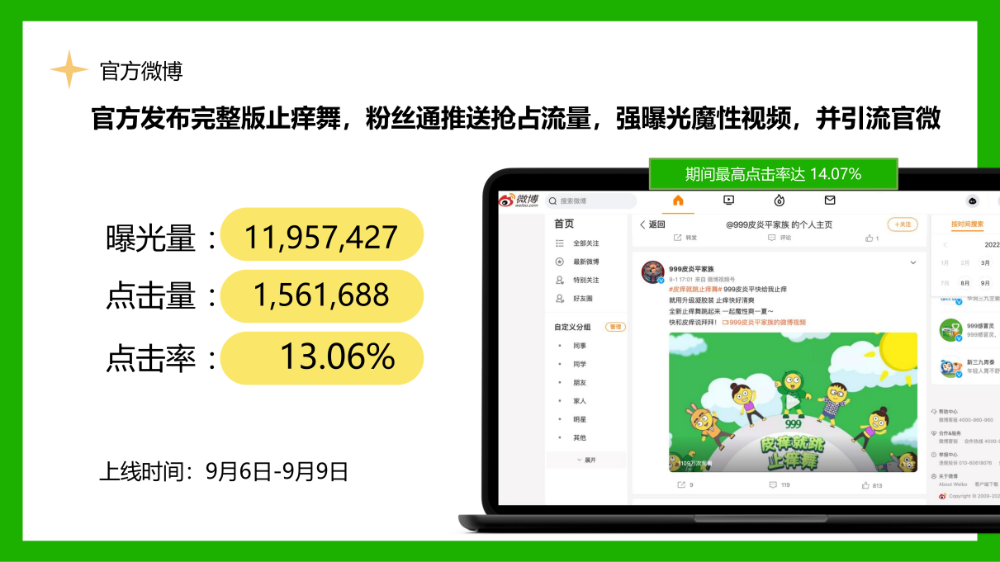 官方微博
官方发布完整版止痒舞，粉丝通推送抢占流量，强曝光魔性视频，并引流官微
曝光量：11,957,427
点击量：1,561,688
点击率：13.06%
上线时间：9月6日-9月9日
期间最高点击率达 14.07%
微博
weibo.com
搜索微博
首页
全部关注
最新微博
特别关注
好友圈
自定义分组 管理
同事
同学
朋友
家人
明星
其他
展开
返回
@999皮炎平家族 的个人主页
+关注
转发 评论 1
999皮炎平家族
9-1 17:01 来自 微博视频号
#皮痒就跳止痒舞# 999皮炎平快给我止痒
就用升级凝胶装 止痒快好清爽
全新止痒舞跳起来 一起魔性爽一夏～
快和皮痒说拜拜！ 999皮炎平家族的微博视频
999
皮痒就跳
止痒舞
1109万次观看
9 119 813
按时间搜索
2022
1月 2月 3月
7月 8月 9月
999感冒灵
999感冒灵,
新三九胃泰
年轻人胃不舒
帮助中心
微博客服 4000-960-960
合作&服务
微博营销 合作热线 4000-
举报中心
违规投诉 010-60618076
关于微博
About Weibo 客户端下载
Copyright © 2009-202